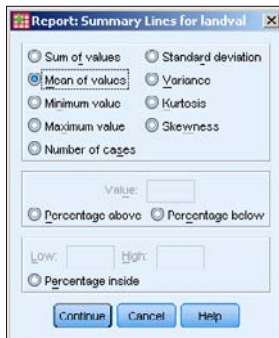 Report: Summary Lines for landval
Sum of values
Standard deviation
Mean of values
Variance
Minimum value
Kurtosis
Maximum value
Skewness
Number of cases
Value:
Percentage above
Percentage below
Low:
High:
Percentage inside
Continue
Cancel
Help